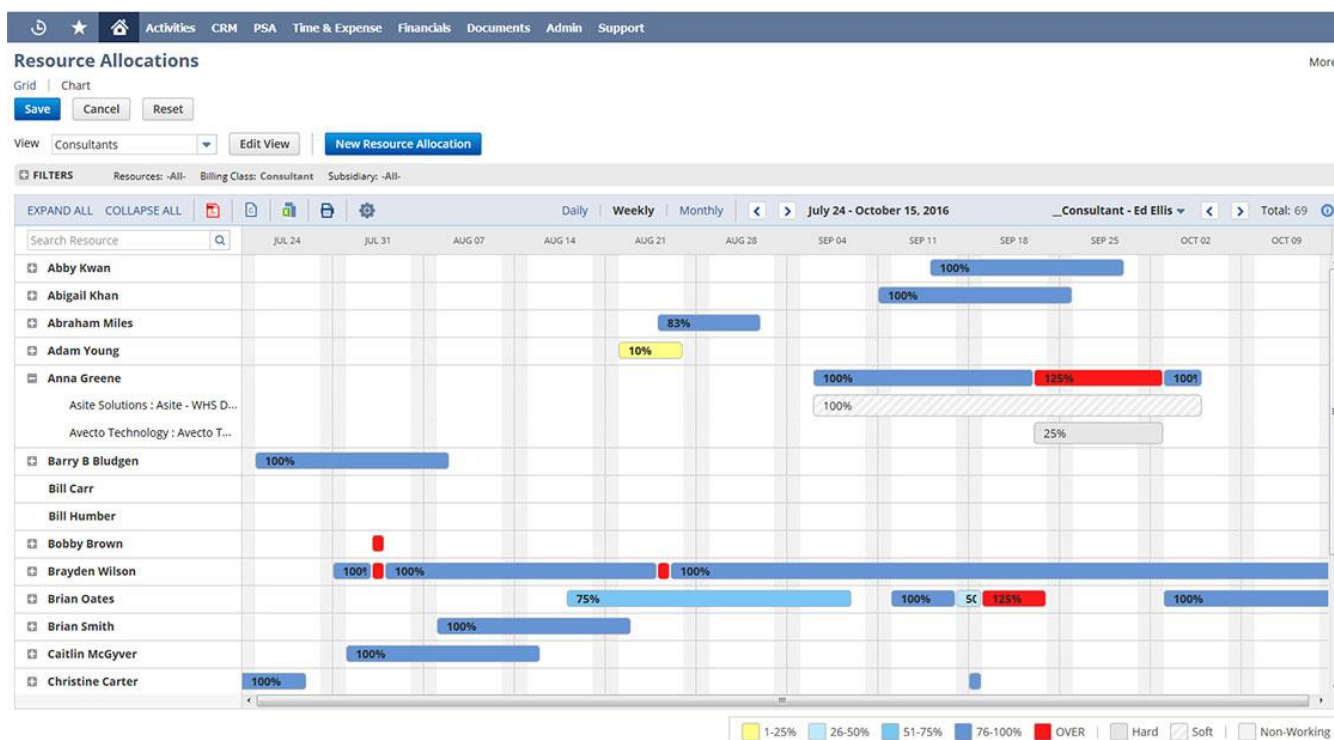 Activities CRM PSA Time & Expense Financials Documents Admin Support
Resource Allocations
More
Grid | Chart
Save Cancel Reset
View Consultants Edit View New Resource Allocation
FILTERS Resources: -All- Billing Class: Consultant Subsidiary: -All-
EXPAND ALL COLLAPSE ALL Daily | Weekly | Monthly July 24 - October 15, 2016 __Consultant - Ed Ellis Total: 69
Search Resource JUL 24 JUL 31 AUG 07 AUG 14 AUG 21 AUG 28 SEP 04 SEP 11 SEP 18 SEP 25 OCT 02 OCT 09
Abby Kwan 100%
Abigail Khan 100%
Abraham Miles 83%
Adam Young 10%
Anna Greene 100% 125% 100%
Asite Solutions : Asite - WHS D... 100%
Avecto Technology : Avecto T... 25%
Barry B Bludgen 100%
Bill Carr
Bill Humber
Bobby Brown
Brayden Wilson 100% 100% 100%
Brian Oates 75% 100% 50 125% 100%
Brian Smith 100%
Caitlin McGyver 100%
Christine Carter 100%
1-25% 26-50% 51-75% 76-100% OVER | Hard Soft | Non-Working